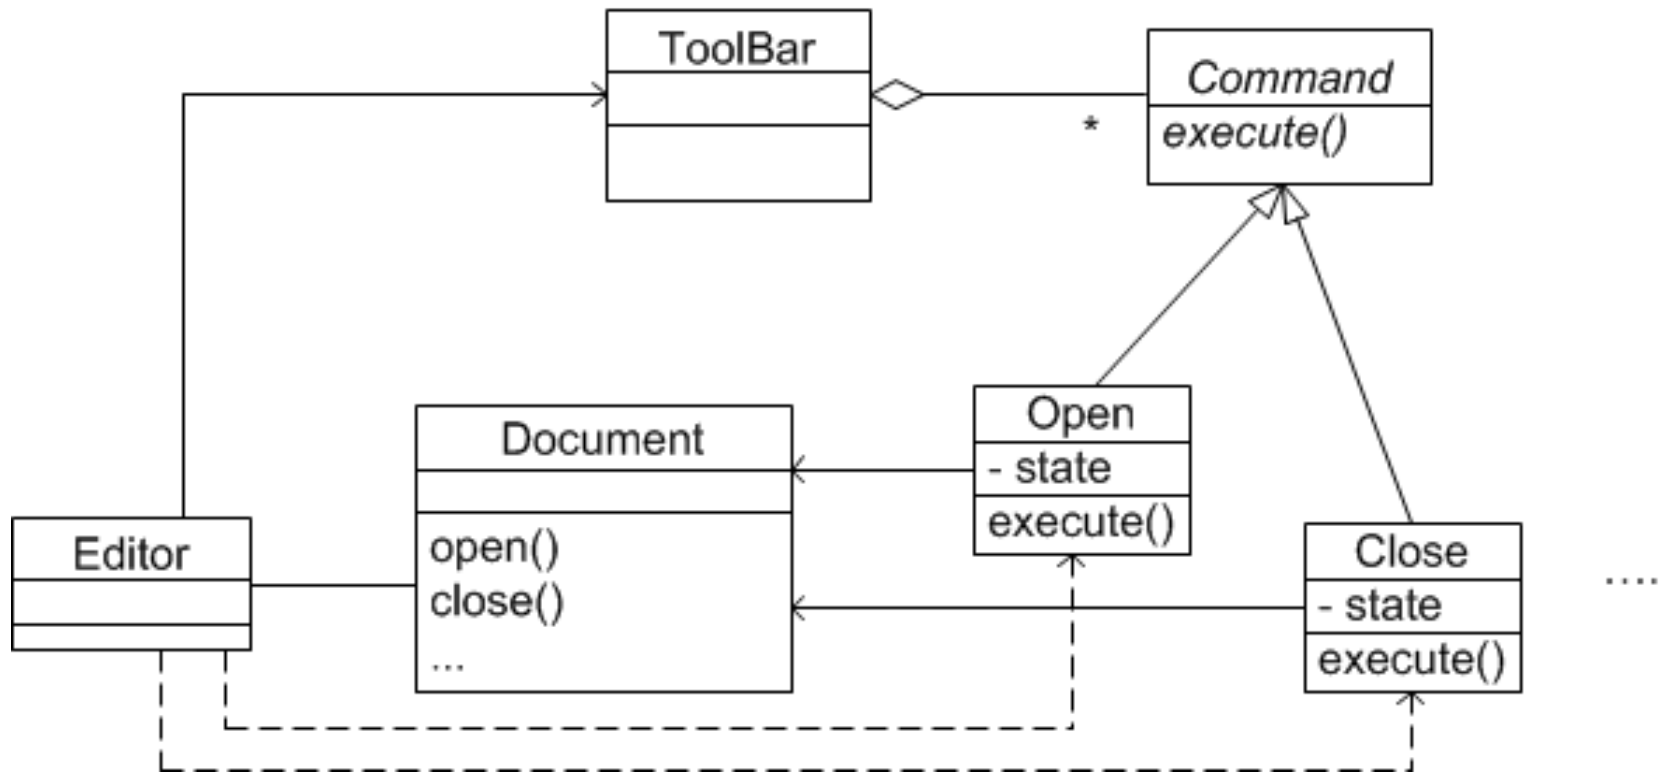 ToolBar
Command
execute()
*
Document
open()
close()
...
Open
- state
execute()
Editor
Close
- state
execute()
....